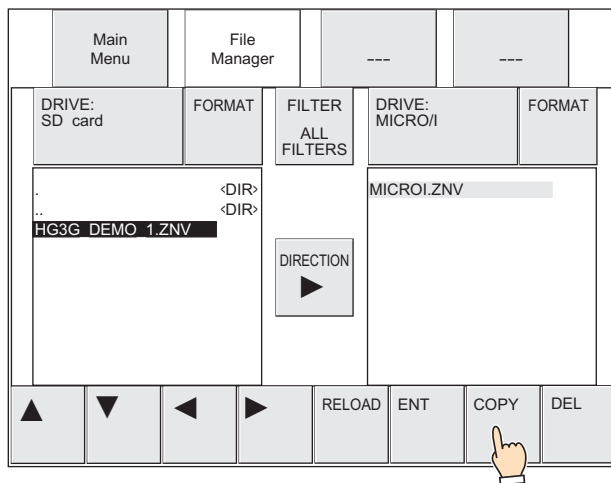 Main
Menu
File
Manager
---
---
DRIVE:
SD card
FORMAT
FILTER
ALL
FILTERS
DRIVE:
MICRO/I
FORMAT
. <DIR>
.. <DIR>
HG3G_DEMO_1.ZNV
MICROI.ZNV
DIRECTION
RELOAD
ENT
COPY
DEL